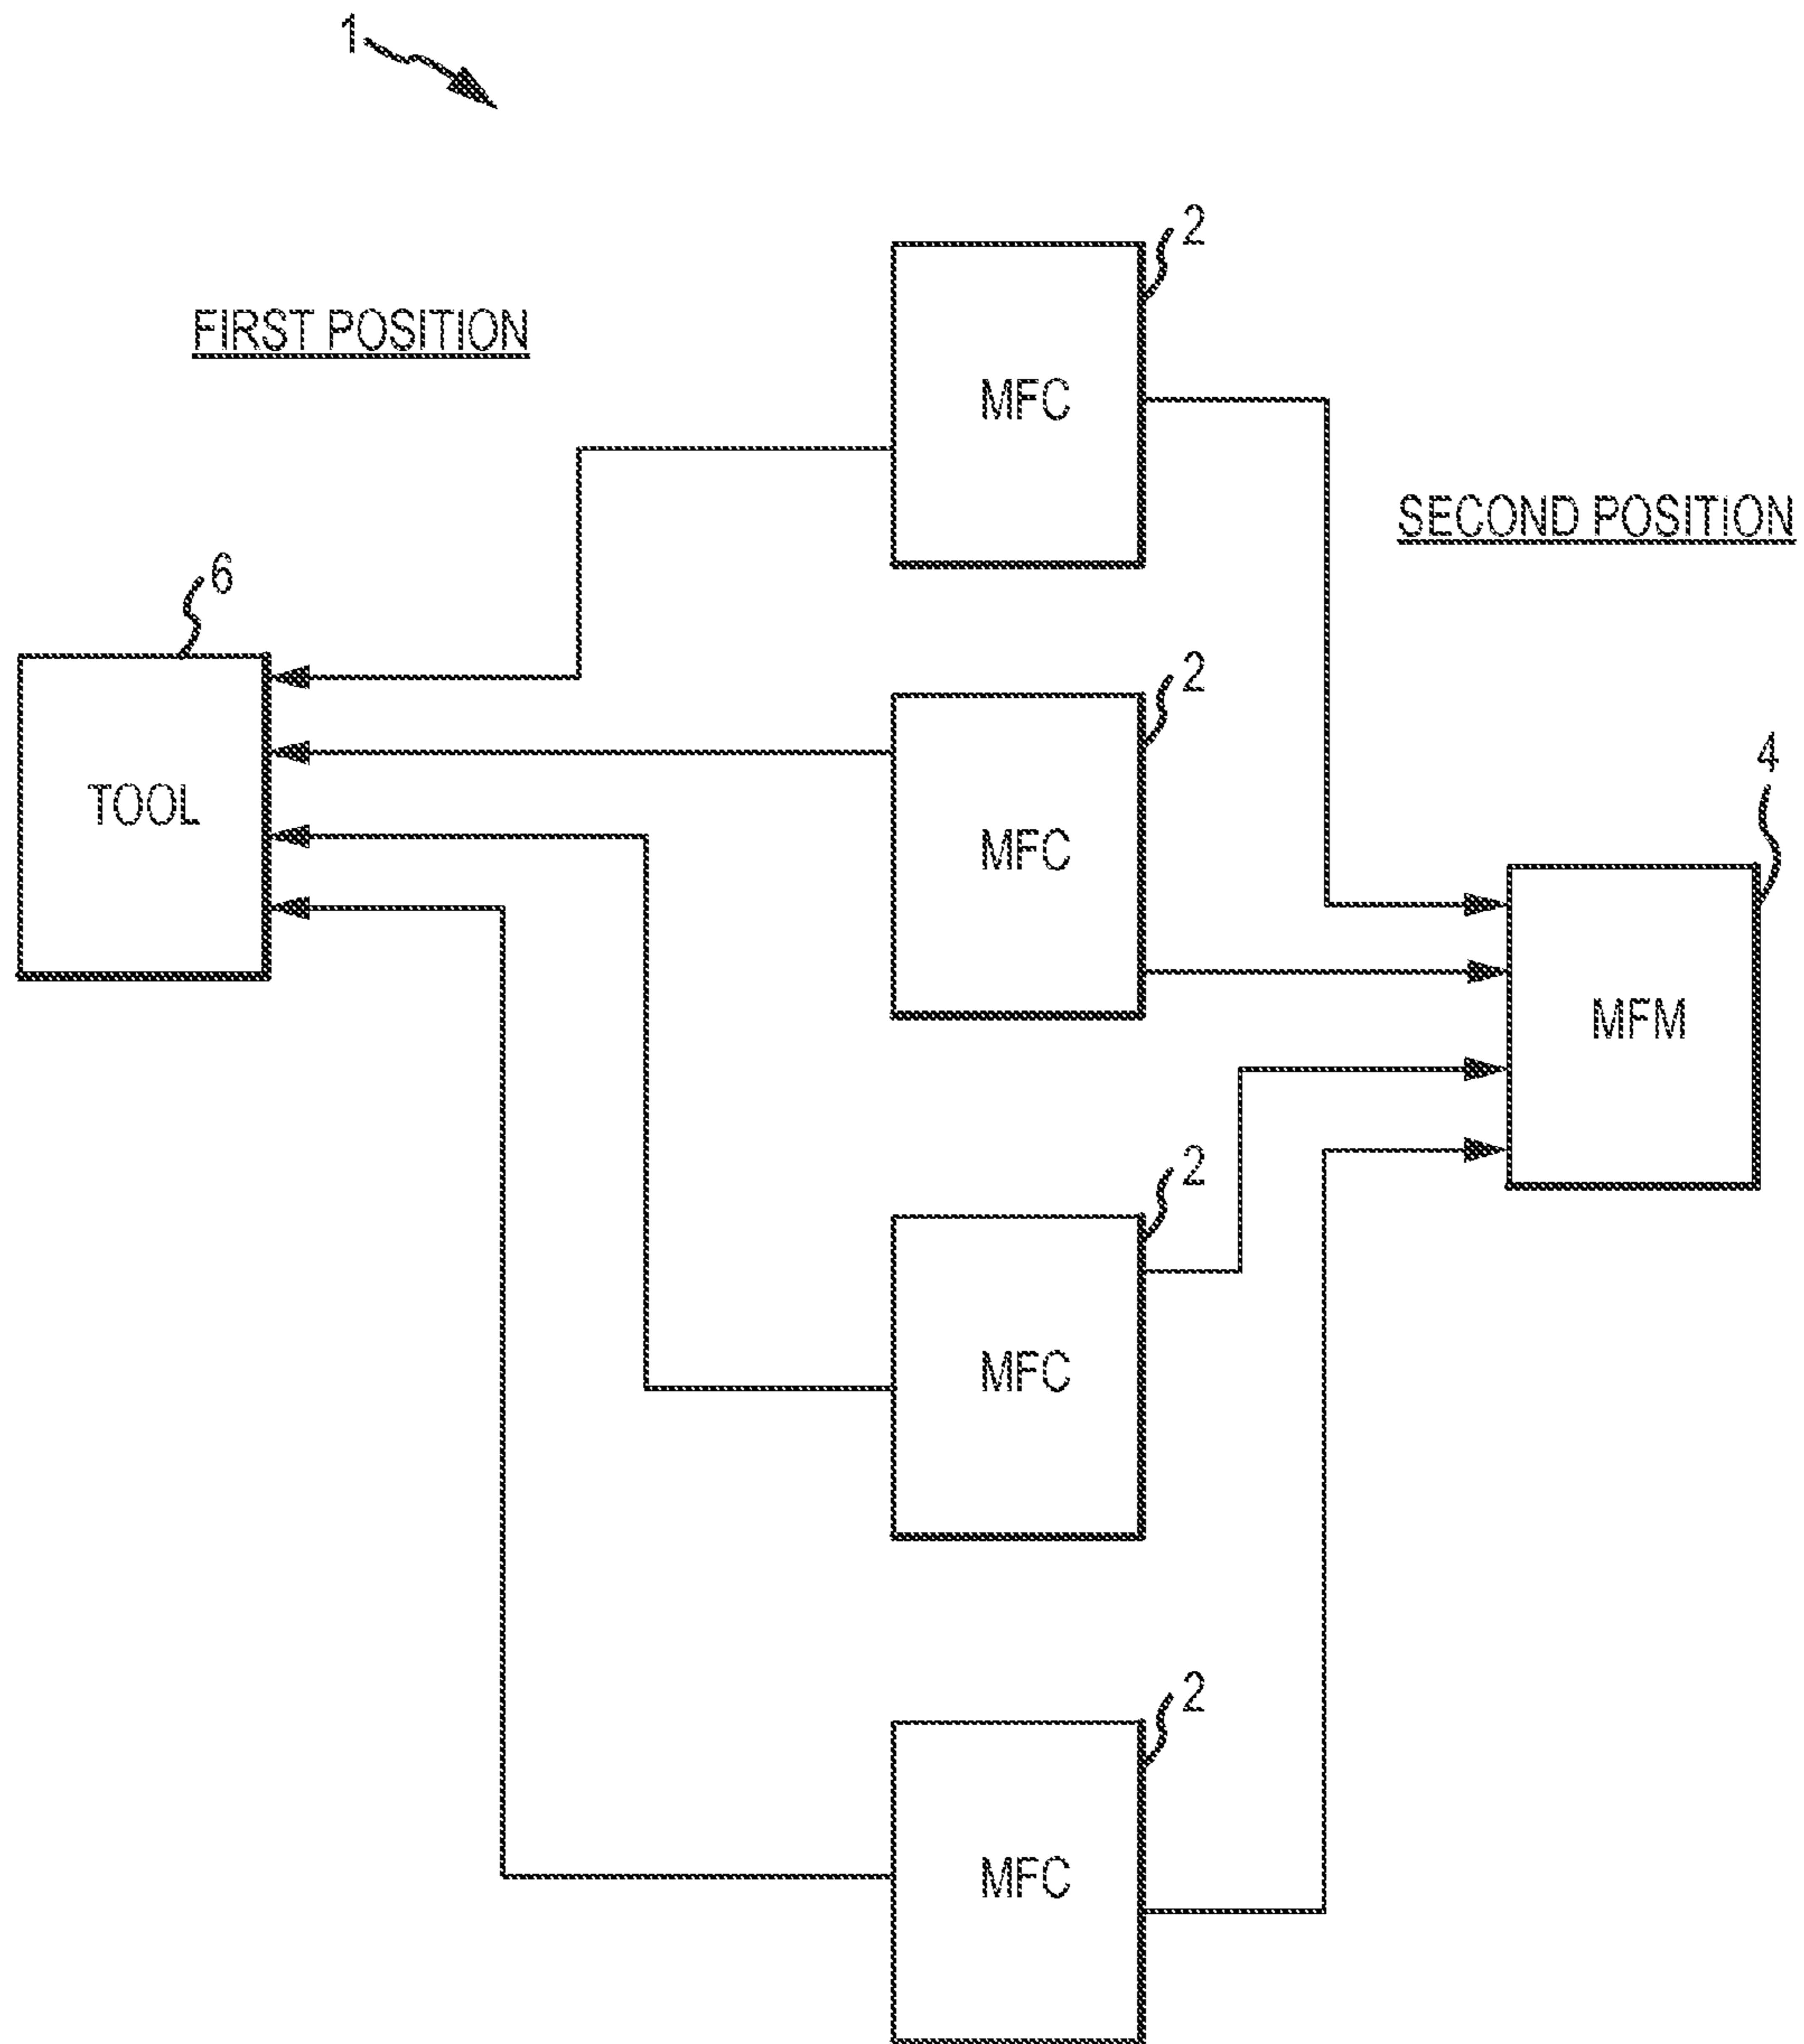 1
2
FIRST POSITION
MFC
SECOND POSITION
6
2
TOOL
MFC
4
MFM
2
MFC
2
MFC